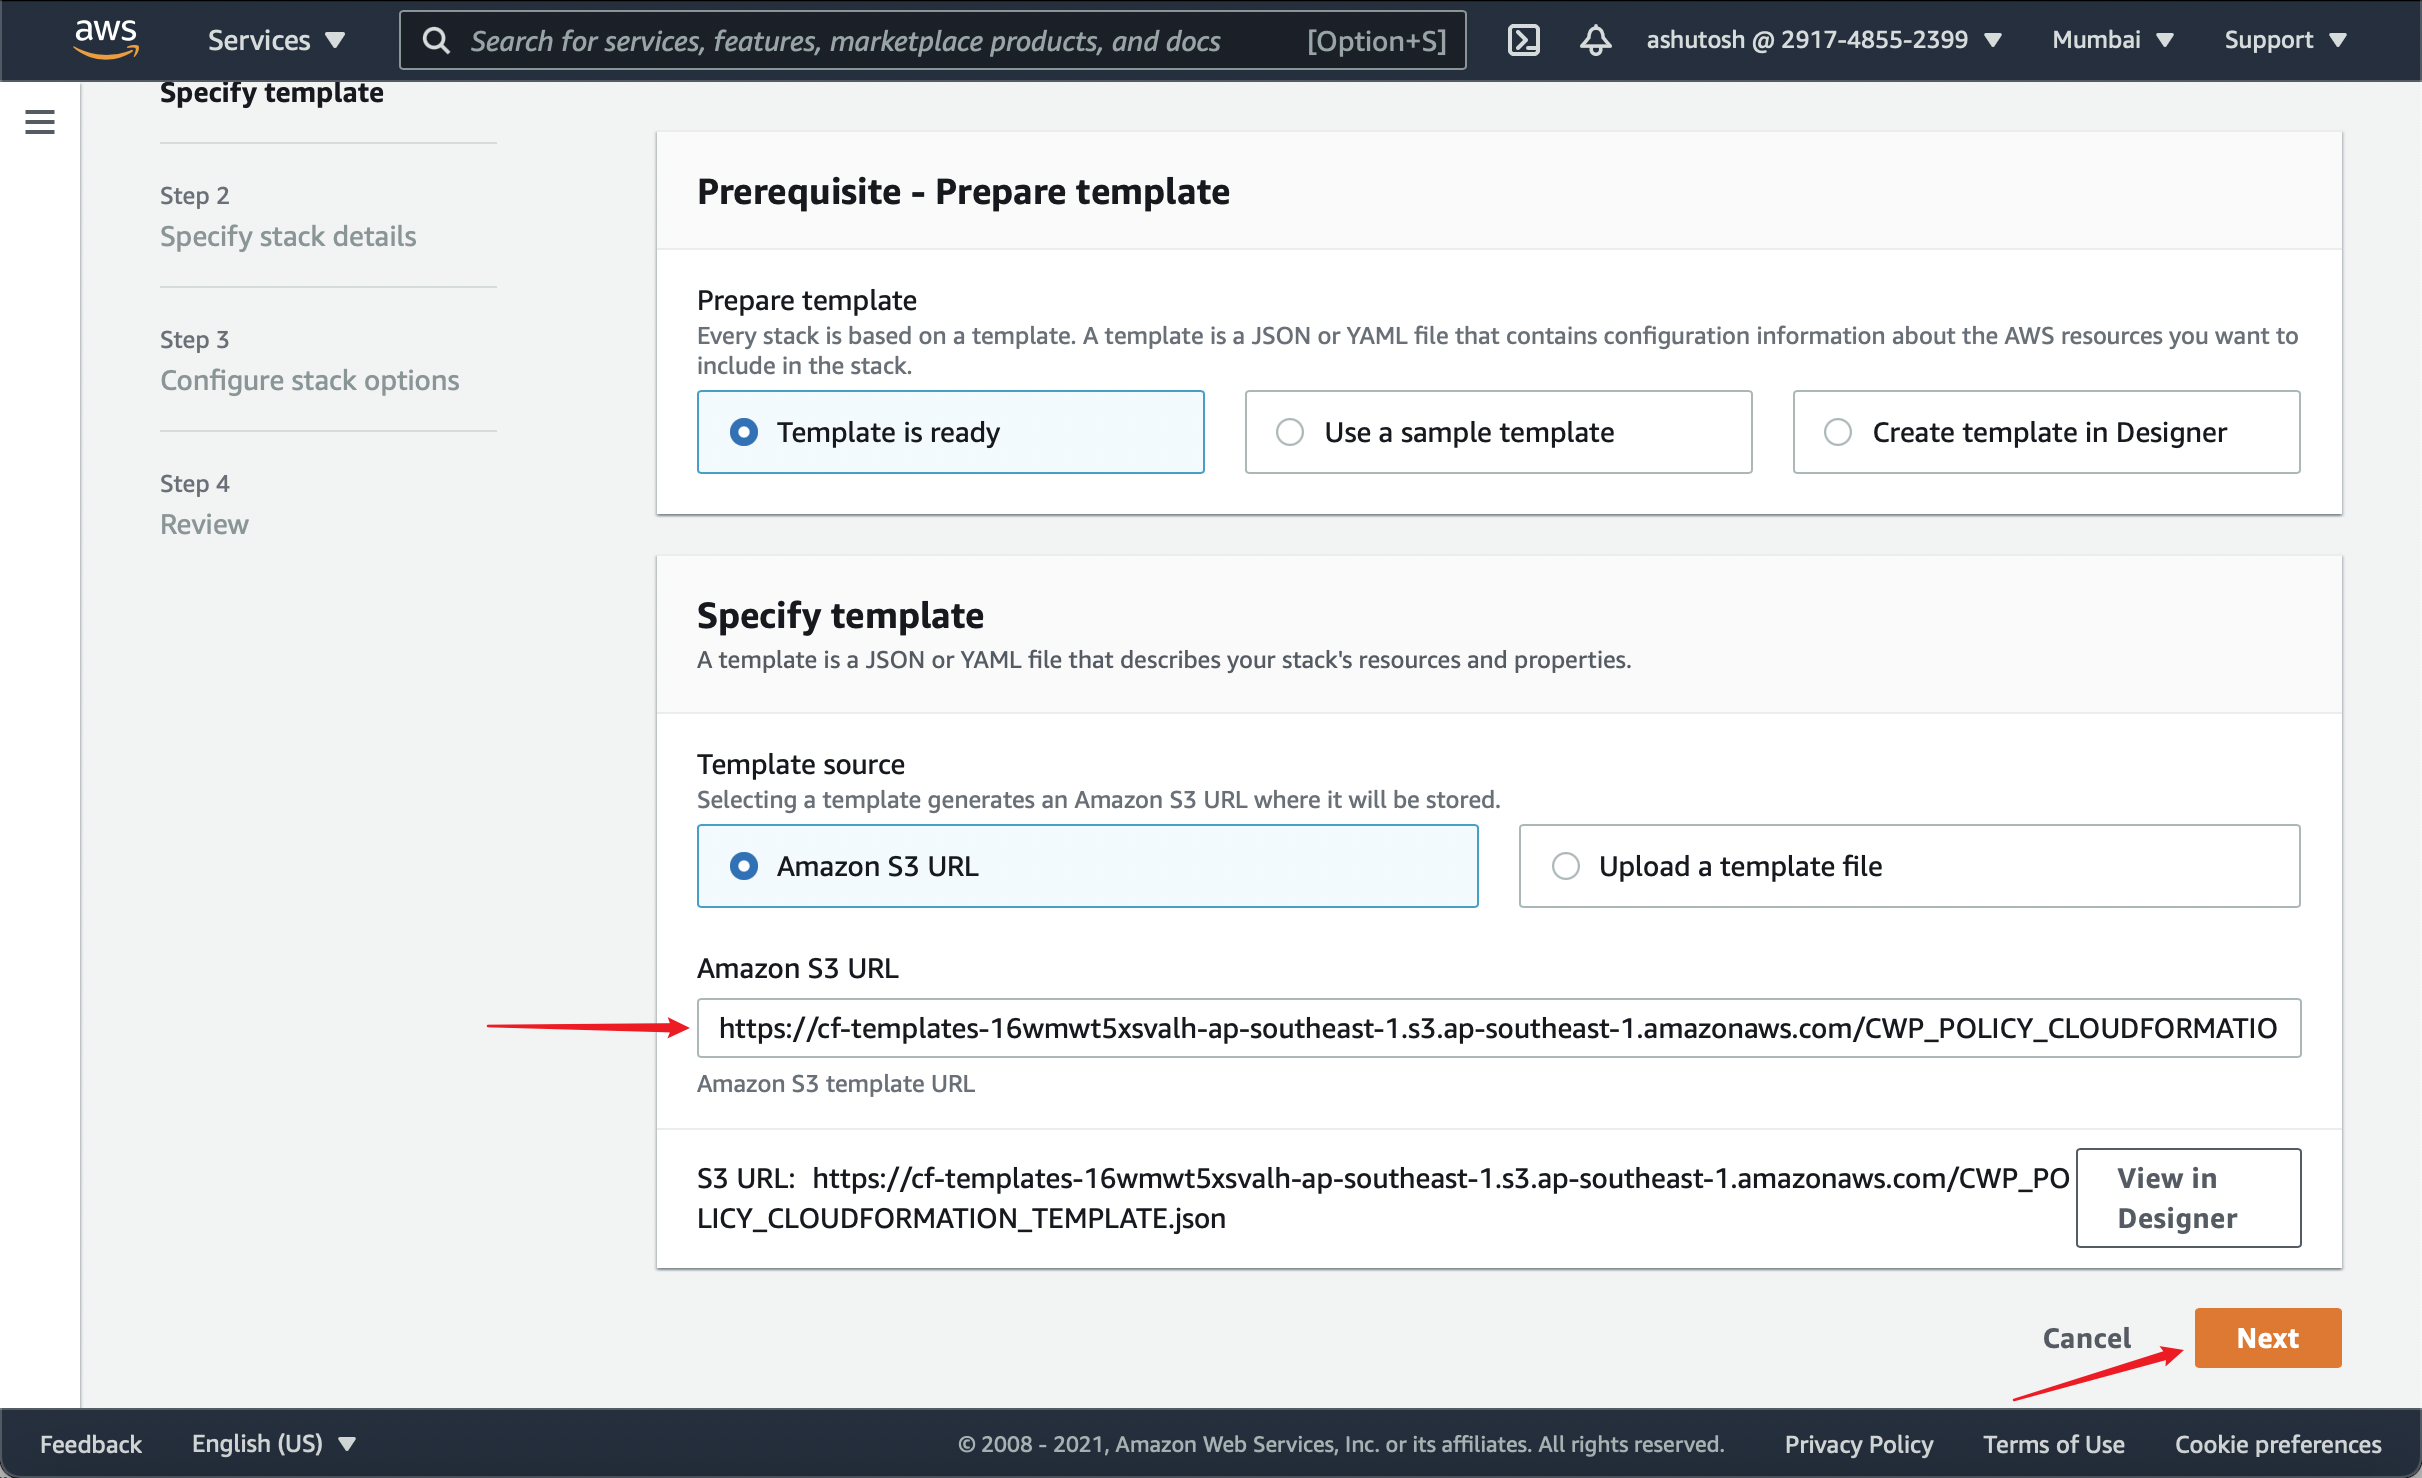 aws
Services
Search for services, features, marketplace products, and docs
[Option+S]
ashutosh @ 2917-4855-2399
Mumbai
Support
Specify template
Step 2
Specify stack details
Step 3
Configure stack options
Step 4
Review
Prerequisite - Prepare template
Prepare template
Every stack is based on a template. A template is a JSON or YAML file that contains configuration information about the AWS resources you want to
include in the stack.
Template is ready
Use a sample template
Create template in Designer
Specify template
A template is a JSON or YAML file that describes your stack's resources and properties.
Template source
Selecting a template generates an Amazon S3 URL where it will be stored.
Amazon S3 URL
Upload a template file
Amazon S3 URL
https://cf-templates-16wmwt5xsvalh-ap-southeast-1.s3.ap-southeast-1.amazonaws.com/CWP_POLICY_CLOUDFORMATIO
Amazon S3 template URL
S3 URL: https://cf-templates-16wmwt5xsvalh-ap-southeast-1.s3.ap-southeast-1.amazonaws.com/CWP_PO
LICY_CLOUDFORMATION_TEMPLATE.json
View in
Designer
Cancel
Next
Feedback
English (US)
© 2008 - 2021, Amazon Web Services, Inc. or its affiliates. All rights reserved.
Privacy Policy
Terms of Use
Cookie preferences